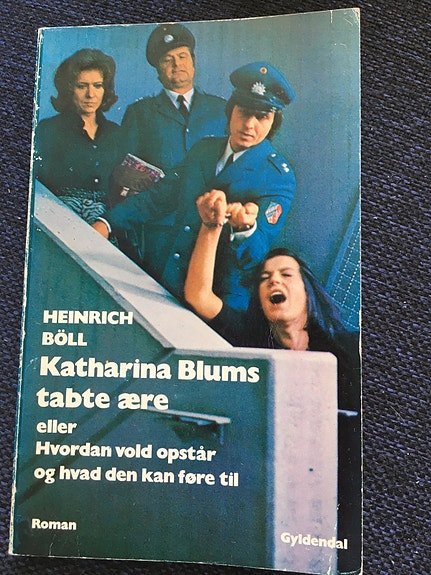 HEINRICH
BÖLL
Katharina Blums
tabte ære
eller
Hvordan vold opstår
og hvad den kan føre til
Roman
Gyldendal